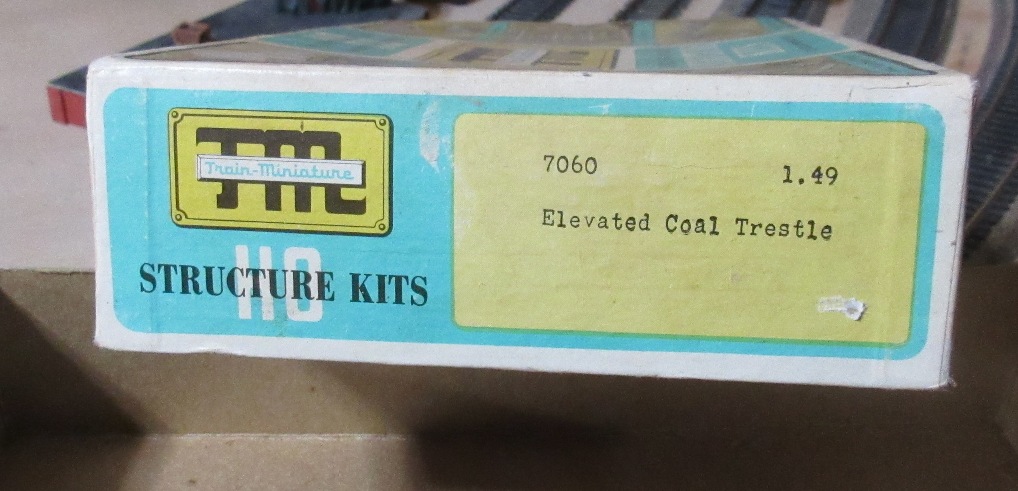 TM
Train-Miniature
HO
STRUCTURE KITS
7060 1.49
Elevated Coal Trestle